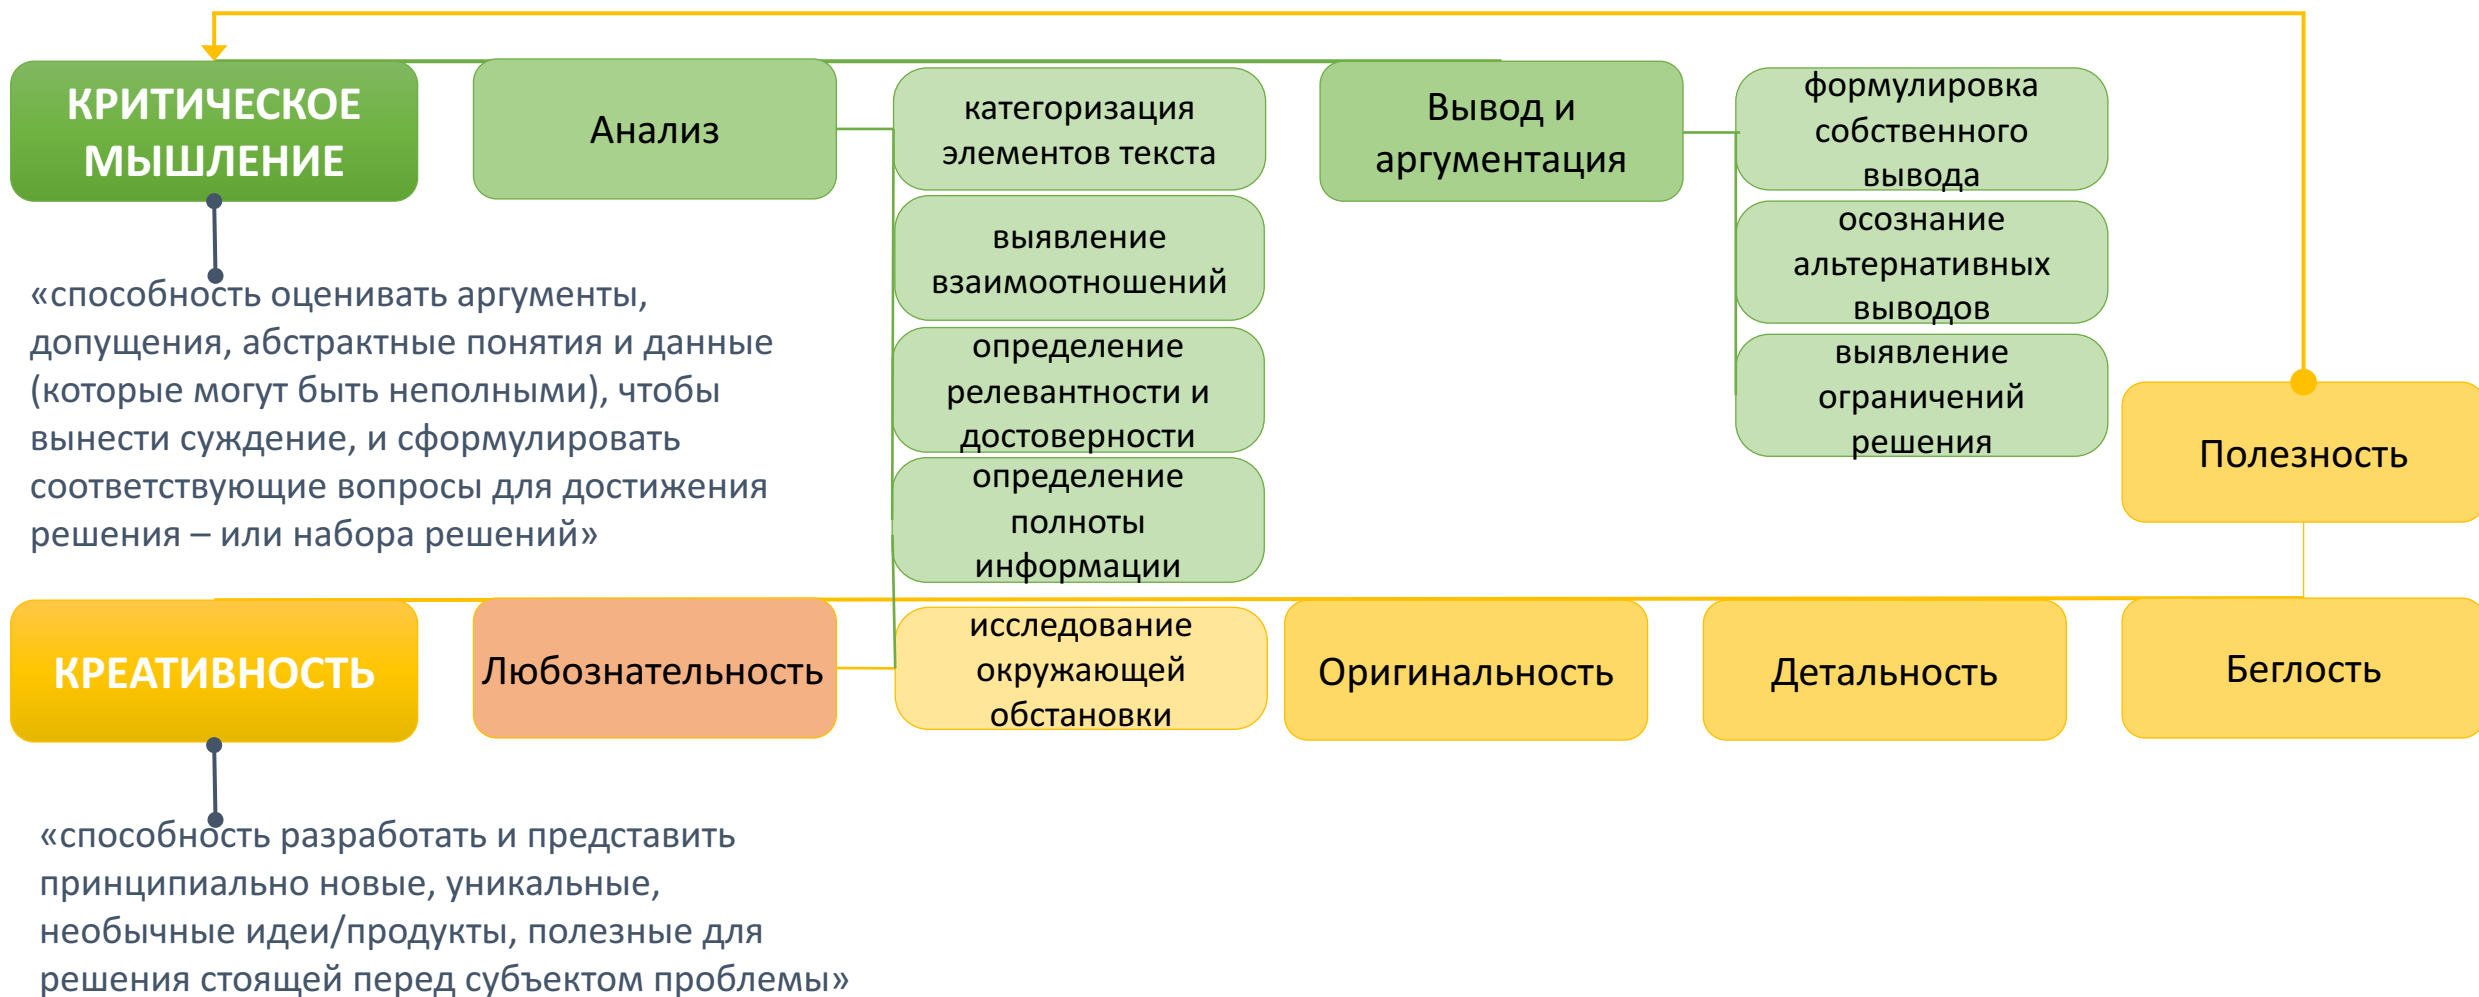 КРИТИЧЕСКОЕ
МЫШЛЕНИЕ
«способность оценивать аргументы,
допущения, абстрактные понятия и данные
(которые могут быть неполными), чтобы
вынести суждение, и сформулировать
соответствующие вопросы для достижения
решения – или набора решений»
Анализ
категоризация
элементов текста
выявление
взаимоотношений
определение
релевантности и
достоверности
определение
полноты
информации
Вывод и
аргументация
формулировка
собственного
вывода
осознание
альтернативных
выводов
выявление
ограничений
решения
Полезность
КРЕАТИВНОСТЬ
Любознательность
исследование
окружающей
обстановки
Оригинальность
Детальность
Беглость
«способность разработать и представить
принципиально новые, уникальные,
необычные идеи/продукты, полезные для
решения стоящей перед субъектом проблемы»